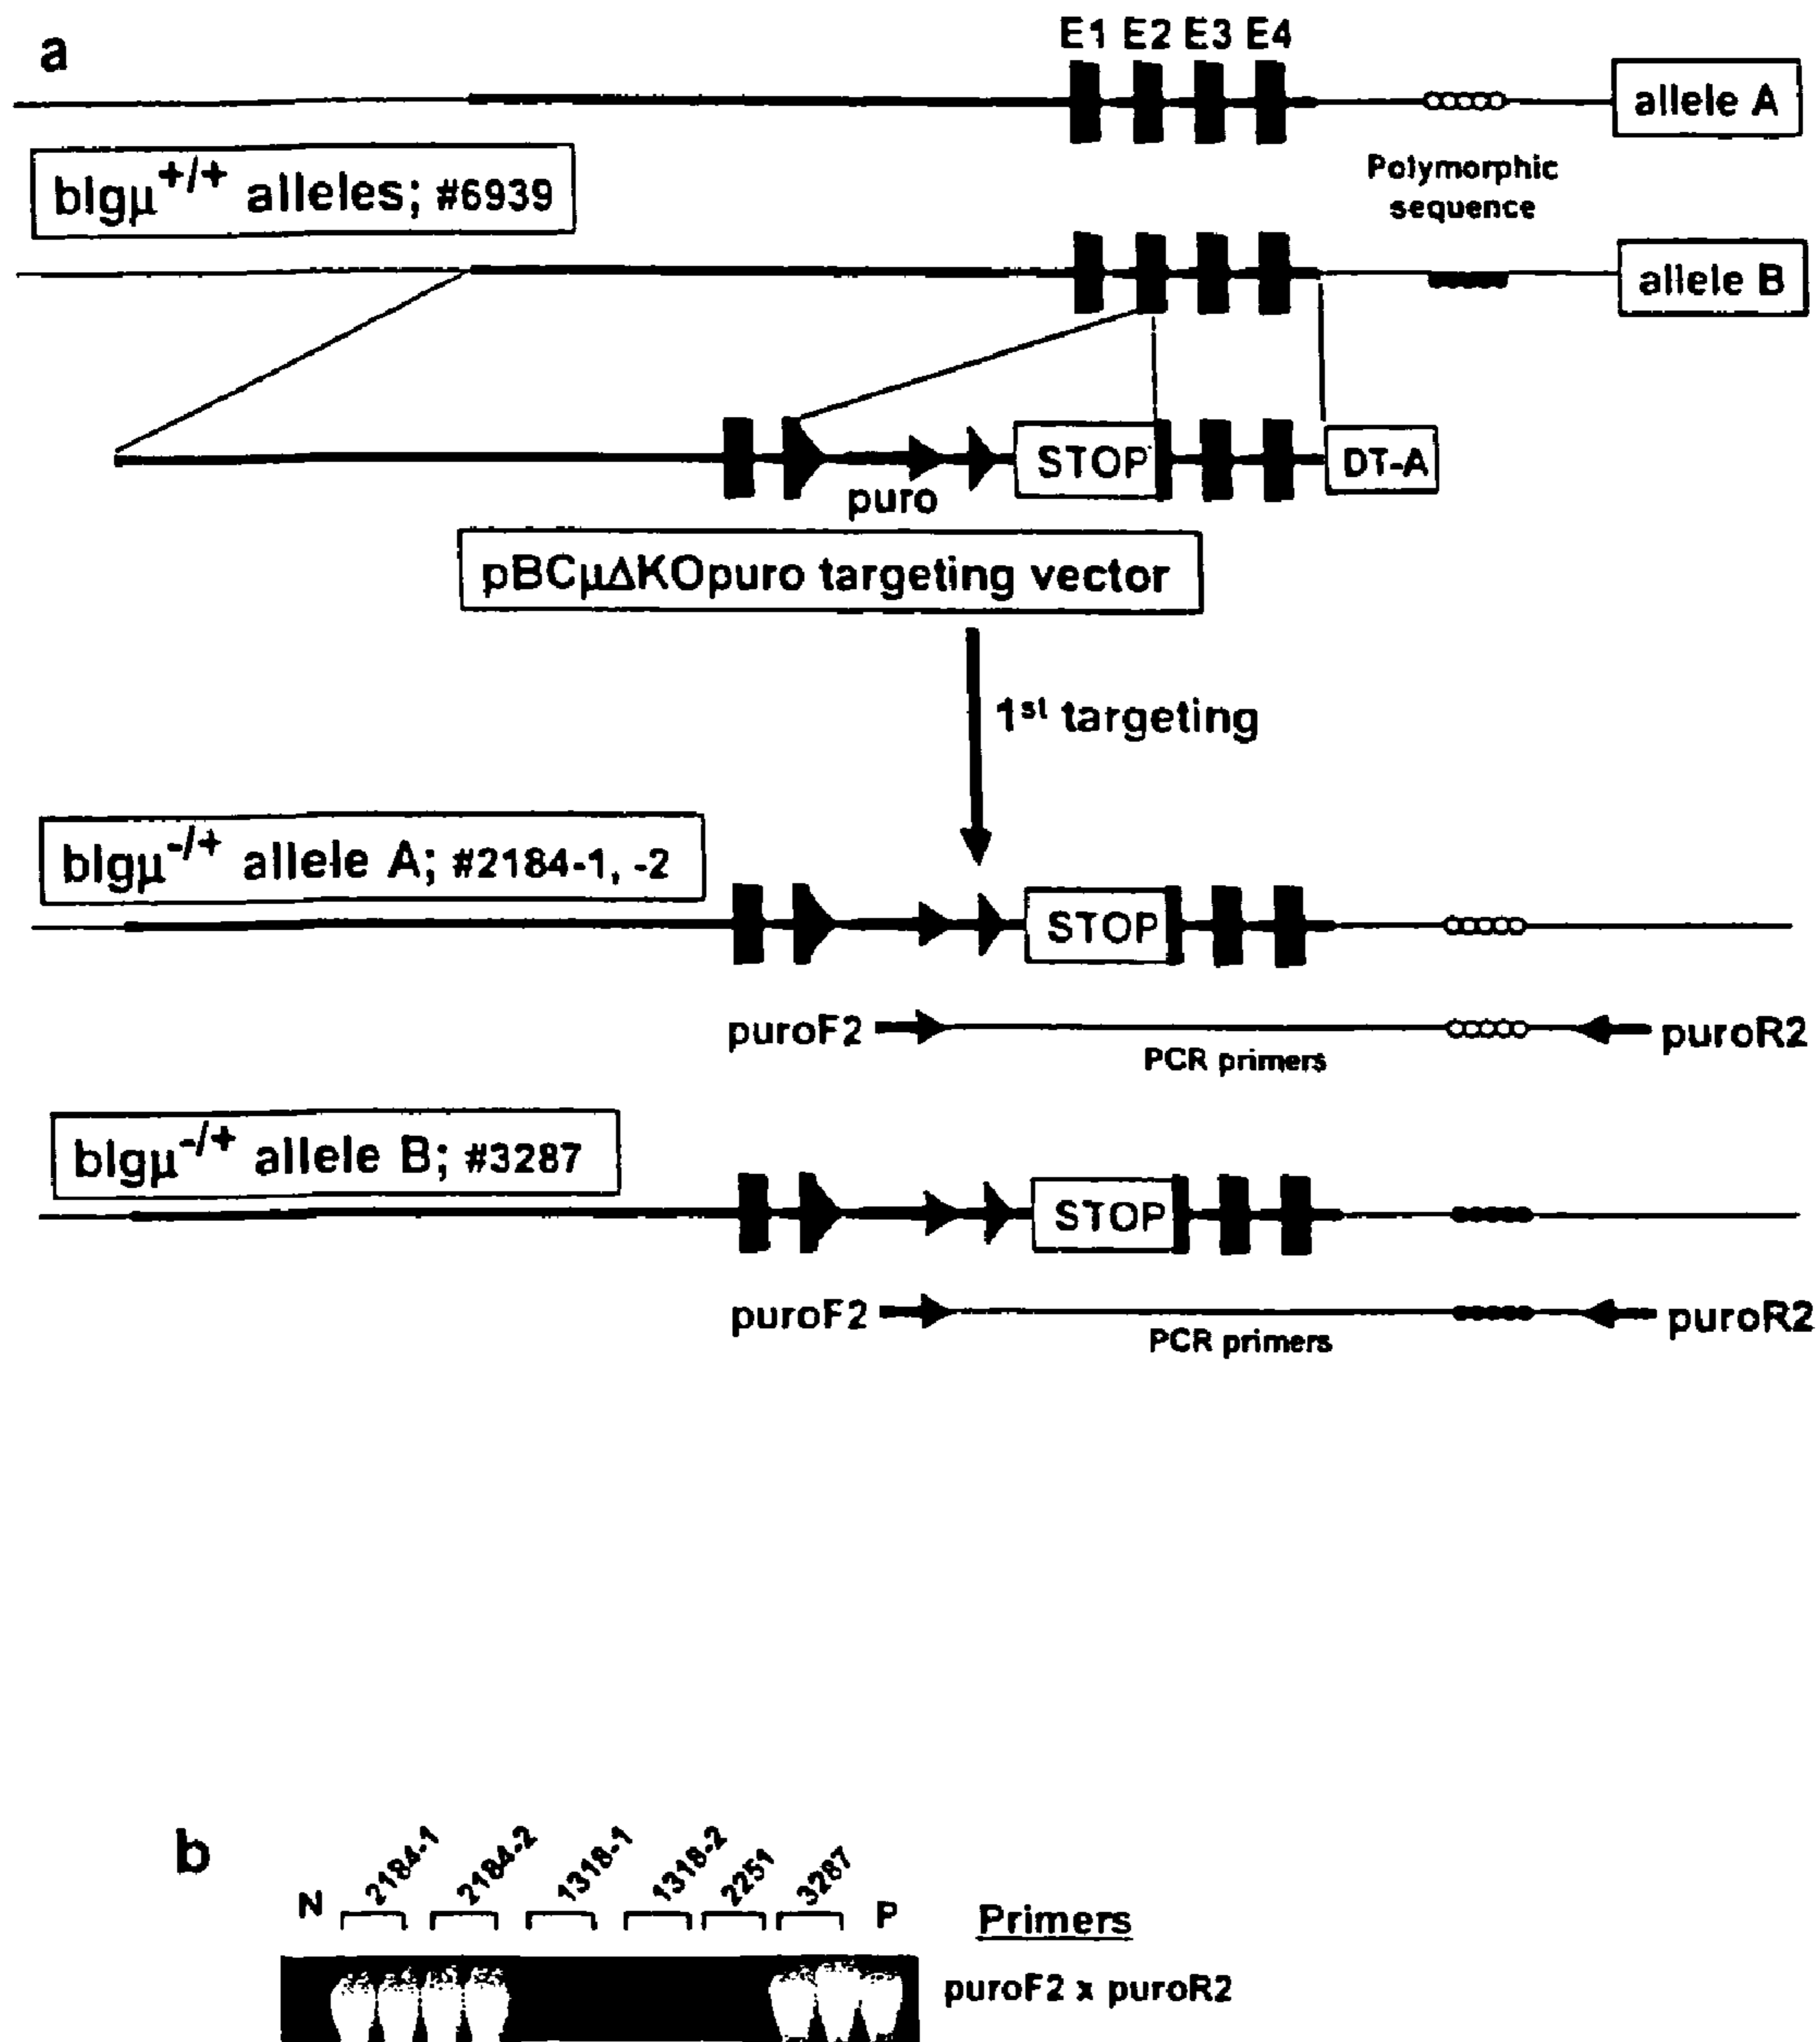 a
E1 E2 E3 E4
allele A
bIgμ+/+ alleles; #6939
Polymorphic
sequence
allele B
STOP
DT-A
puro
pBCμΔKOpuro targeting vector
1st targeting
bIgμ-/+ allele A; #2184-1, -2
STOP
puroF2
puroR2
PCR primers
bIgμ-/+ allele B; #3287
STOP
puroF2
puroR2
PCR primers
b
N 2184-1 2184-2 1318-1 1318-2 2251 3287 P
Primers
puroF2 x puroR2